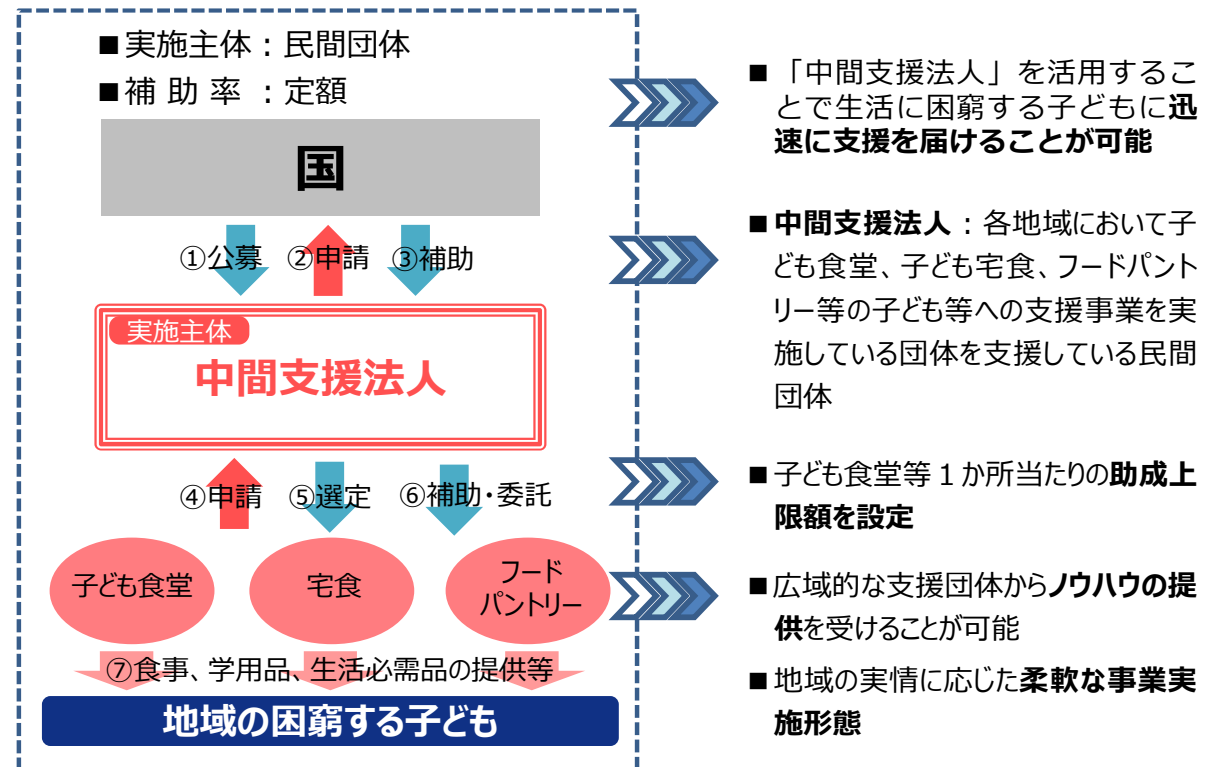 ■実施主体：民間団体
■補 助 率 ：定額
国
①公募 ②申請 ③補助
実施主体
中間支援法人
④申請 ⑤選定 ⑥補助・委託
子ども食堂
宅食
フード
パントリー
⑦食事、学用品、生活必需品の提供等
地域の困窮する子ども
■「中間支援法人」を活用するこ
とで生活に困窮する子どもに迅
速に支援を届けることが可能
■中間支援法人：各地域において子
ども食堂、子ども宅食、フードパント
リー等の子ども等への支援事業を実
施している団体を支援している民間
団体
■子ども食堂等１か所当たりの助成上
限額を設定
■広域的な支援団体からノウハウの提
供を受けることが可能
■地域の実情に応じた柔軟な事業実
施形態